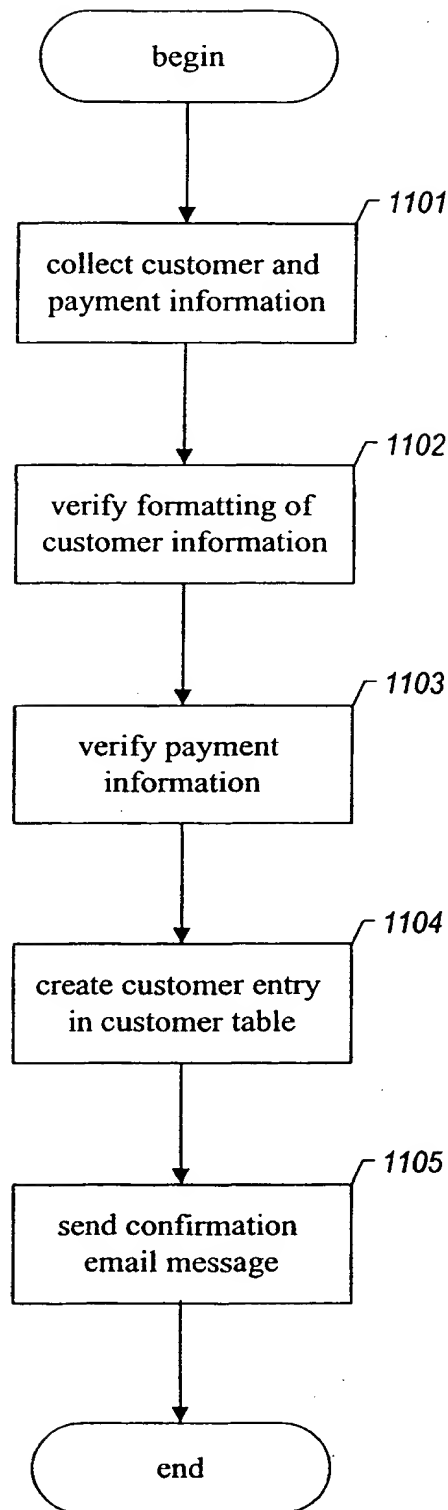 begin
1101
collect customer and
payment information
1102
verify formatting of
customer information
1103
verify payment
information
1104
create customer entry
in customer table
1105
send confirmation
email message
end